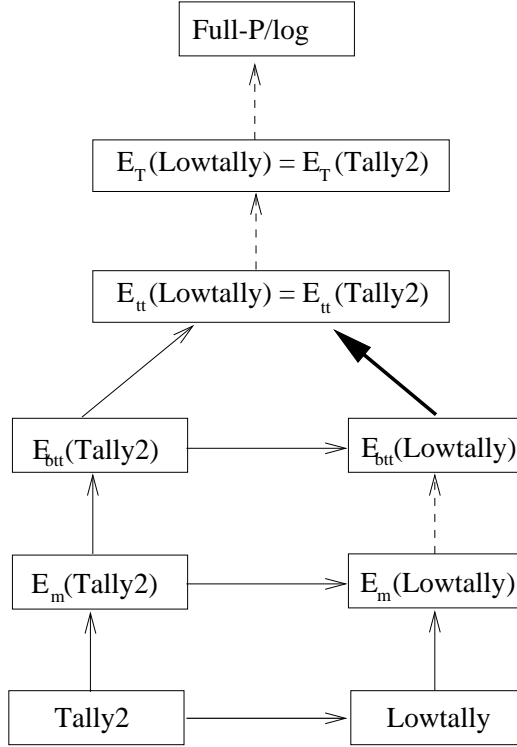 Full-P/log
E_T(Lowtally) = E_T(Tally2)
E_tt(Lowtally) = E_tt(Tally2)
E_btt(Tally2) E_btt(Lowtally)
E_m(Tally2) E_m(Lowtally)
Tally2 Lowtally